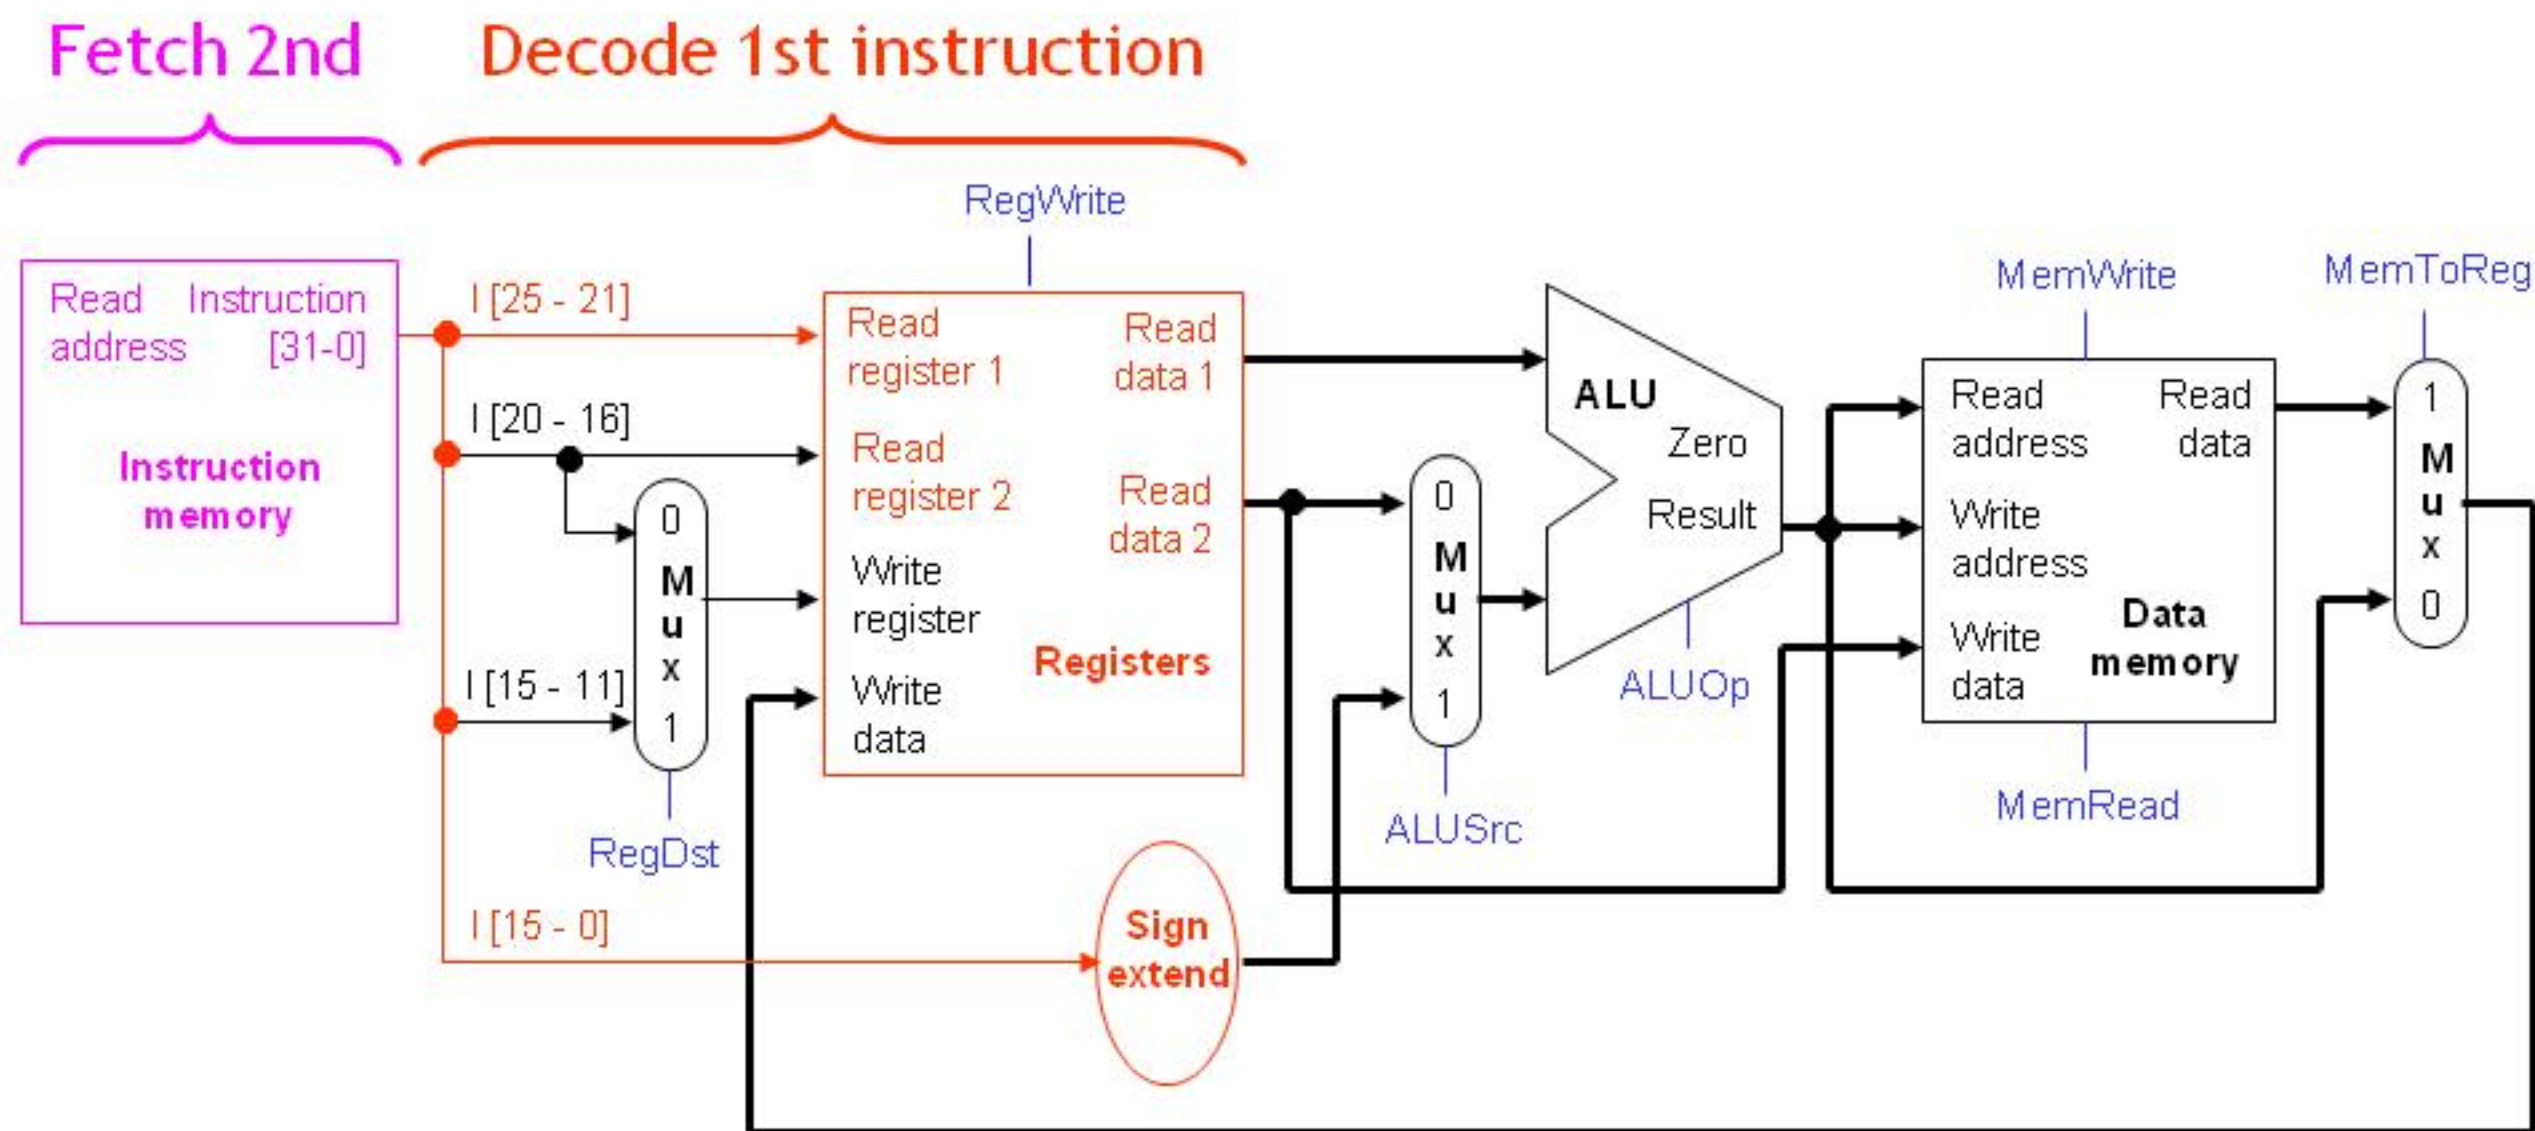 Fetch 2nd
Decode 1st instruction
RegWrite
MemWrite
MemToReg
Read
address
Instruction
[31-0]
Instruction
memory
I [25 - 21]
I [20 - 16]
I [15 - 11]
I [15 - 0]
0
M
u
x
1
RegDst
Read
register 1
Read
data 1
Read
register 2
Read
data 2
Write
register
Registers
Write
data
Sign
extend
0
M
u
x
1
ALUSrc
ALU
Zero
Result
ALUOp
Read
address
Read
data
Write
address
Data
memory
Write
data
MemRead
1
M
u
x
0